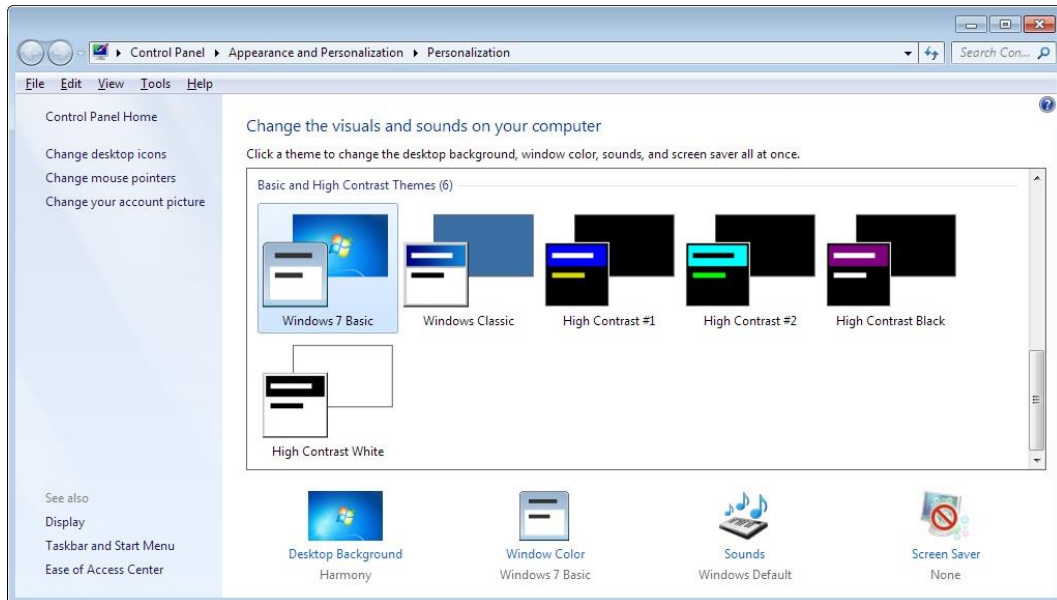 Control Panel Appearance and Personalization Personalization Search Con...
File Edit View Tools Help
Control Panel Home
Change desktop icons
Change mouse pointers
Change your account picture
Change the visuals and sounds on your computer
Click a theme to change the desktop background, window color, sounds, and screen saver all at once.
Basic and High Contrast Themes (6)
Windows 7 Basic Windows Classic High Contrast #1 High Contrast #2 High Contrast Black
High Contrast White
See also
Display
Taskbar and Start Menu
Ease of Access Center
Desktop Background Window Color Sounds Screen Saver
Harmony Windows 7 Basic Windows Default None